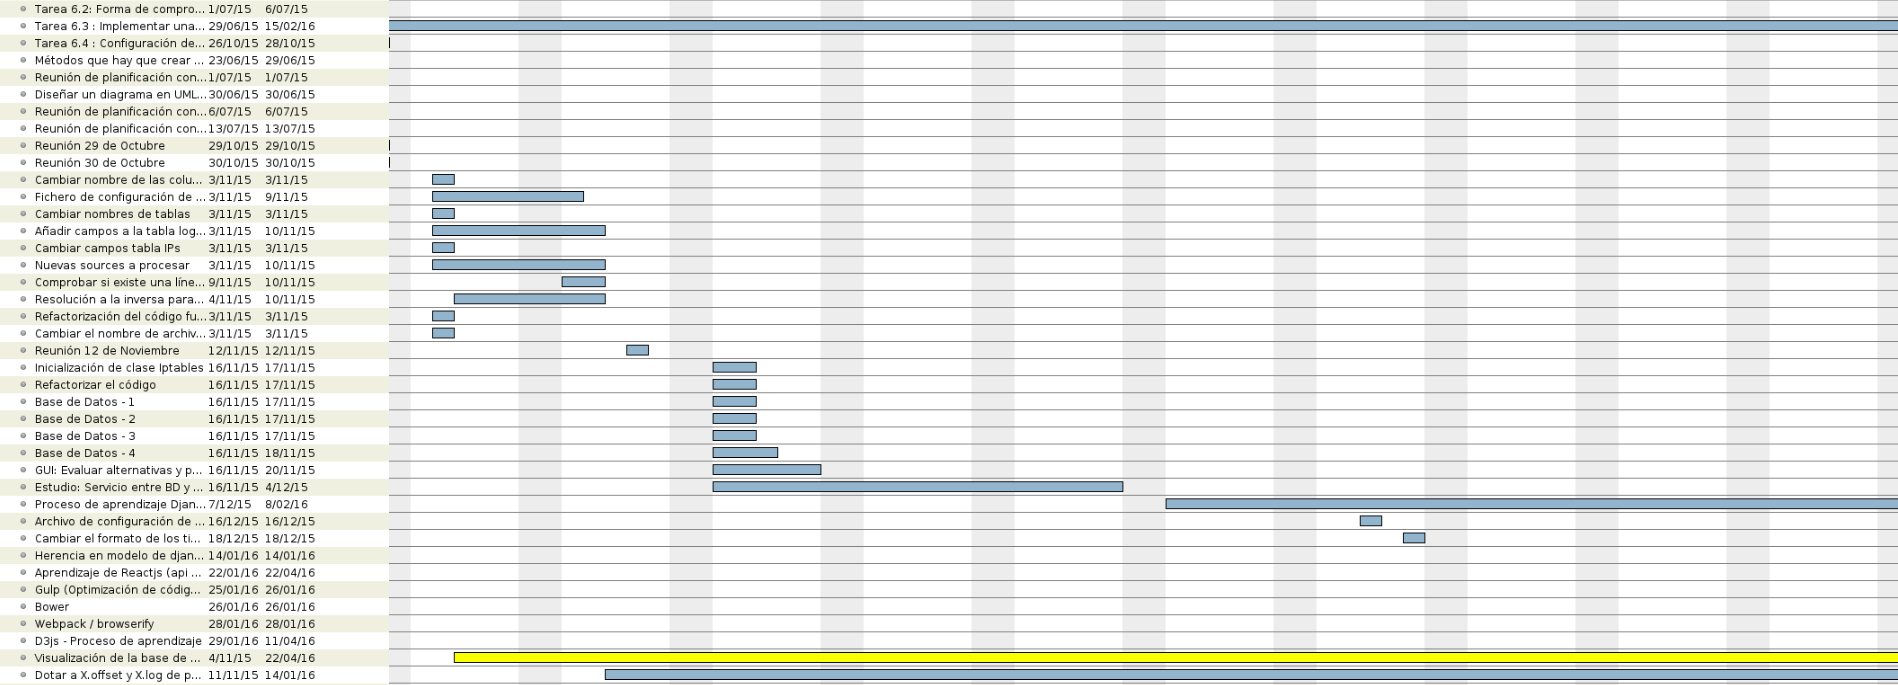 Tarea 6.2: Forma de compro... 1/07/15 6/07/15
Tarea 6.3 : Implementar una... 29/06/15 15/02/16
Tarea 6.4 : Configuración de... 26/10/15 28/10/15
Métodos que hay que crear ... 23/06/15 29/06/15
Reunión de planificación con... 1/07/15 1/07/15
Diseñar un diagrama en UML... 30/06/15 30/06/15
Reunión de planificación con... 6/07/15 6/07/15
Reunión de planificación con... 13/07/15 13/07/15
Reunión 29 de Octubre 29/10/15 29/10/15
Reunión 30 de Octubre 30/10/15 30/10/15
Cambiar nombre de las colu... 3/11/15 3/11/15
Fichero de configuración de ... 3/11/15 9/11/15
Cambiar nombres de tablas 3/11/15 3/11/15
Añadir campos a la tabla log... 3/11/15 10/11/15
Cambiar campos tabla IPs 3/11/15 3/11/15
Nuevas sources a procesar 3/11/15 10/11/15
Comprobar si existe una líne... 9/11/15 10/11/15
Resolución a la inversa para... 4/11/15 10/11/15
Refactorización del código fu... 3/11/15 3/11/15
Cambiar el nombre de archiv... 3/11/15 3/11/15
Reunión 12 de Noviembre 12/11/15 12/11/15
Inicialización de clase Iptables 16/11/15 17/11/15
Refactorizar el código 16/11/15 17/11/15
Base de Datos - 1 16/11/15 17/11/15
Base de Datos - 2 16/11/15 17/11/15
Base de Datos - 3 16/11/15 17/11/15
Base de Datos - 4 16/11/15 18/11/15
GUI: Evaluar alternativas y p... 16/11/15 20/11/15
Estudio: Servicio entre BD y ... 16/11/15 4/12/15
Proceso de aprendizaje Djan... 7/12/15 8/02/16
Archivo de configuración de ... 16/12/15 16/12/15
Cambiar el formato de los ti... 18/12/15 18/12/15
Herencia en modelo de djan... 14/01/16 14/01/16
Aprendizaje de Reactjs (api ... 22/01/16 22/04/16
Gulp (Optimización de códig... 25/01/16 26/01/16
Bower 26/01/16 26/01/16
Webpack / browserify 28/01/16 28/01/16
D3js - Proceso de aprendizaje 29/01/16 11/04/16
Visualización de la base de ... 4/11/15 22/04/16
Dotar a X.offset y X.log de p... 11/11/15 14/01/16